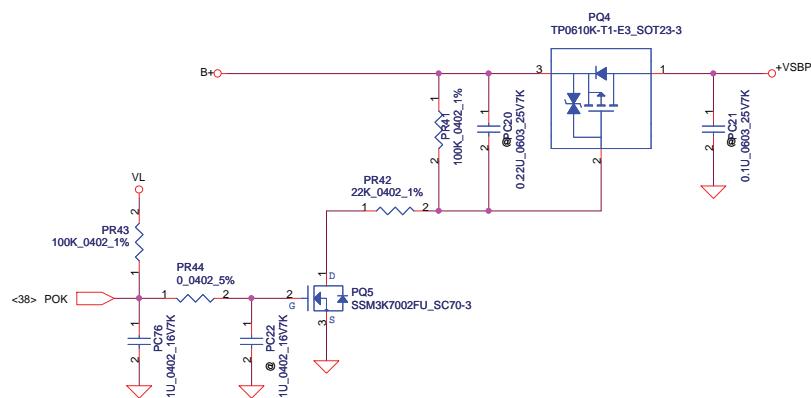 PQ4
TP0610K-T1-E3_SOT23-3
B+
3
1
+VSBP
1
2
PR41
100K_0402_1%
1
2
@PC20
0.22U_0603_25V7K
2
1
2
@PC21
0.1U_0603_25V7K
VL
PR42
22K_0402_1%
1
2
2
1
PR43
100K_0402_1%
PR44
0_0402_5%
<38> POK
1
2
2
G
1
D
3
S
PQ5
SSM3K7002FU_SC70-3
1
2
PC76
1U_0402_16V7K
1
2
@ PC22
1U_0402_16V7K